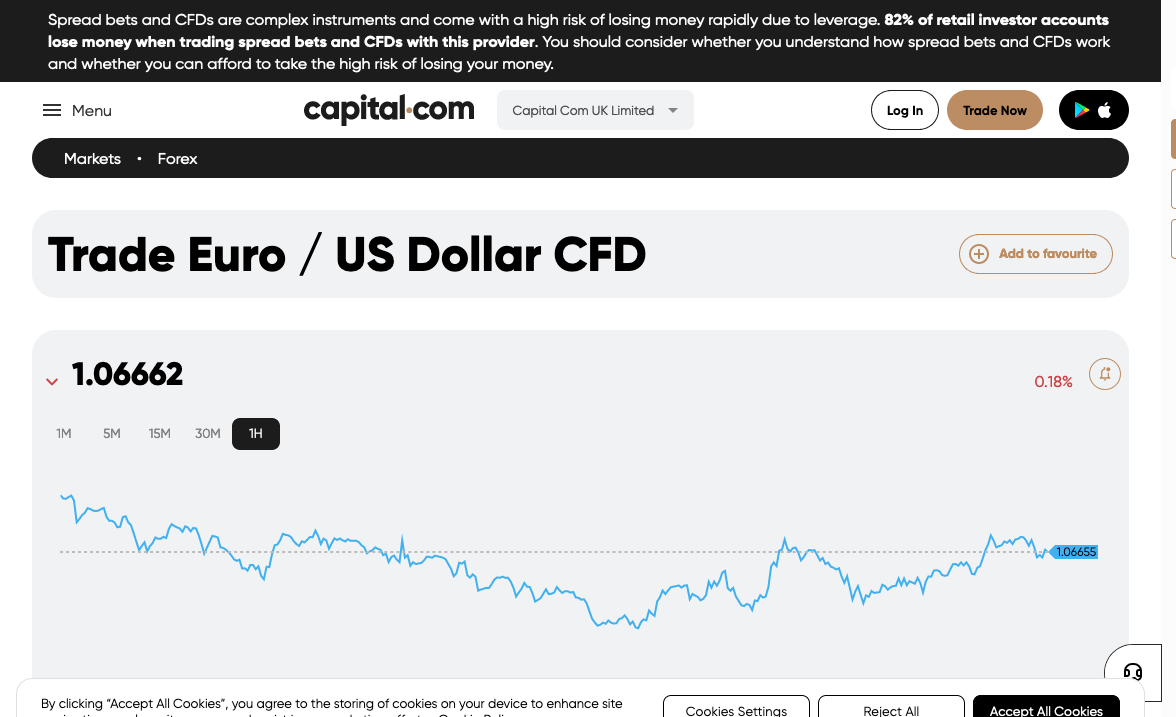 Spread bets and CFDs are complex instruments and come with a high risk of losing money rapidly due to leverage. 82% of retail investor accounts
lose money when trading spread bets and CFDs with this provider. You should consider whether you understand how spread bets and CFDs work
and whether you can afford to take the high risk of losing your money.
Menu
capital.com
Capital Com UK Limited
Log In
Trade Now
Markets • Forex
Trade Euro / US Dollar CFD
Add to favourite
1.06662
0.18%
1M 5M 15M 30M 1H
1.06655
By clicking “Accept All Cookies”, you agree to the storing of cookies on your device to enhance site
Cookies Settings
Reject All
Accept All Cookies